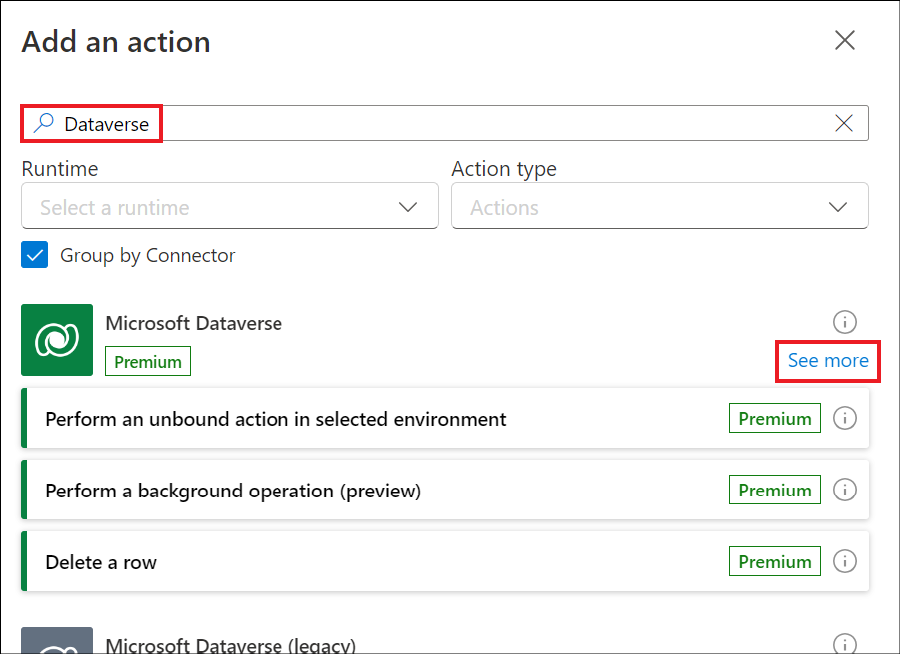 Add an action
Dataverse
Runtime
Action type
Select a runtime
Actions
Group by Connector
Microsoft Dataverse
Premium
See more
Perform an unbound action in selected environment
Premium
Perform a background operation (preview)
Premium
Delete a row
Premium
Microsoft Dataverse (legacy)